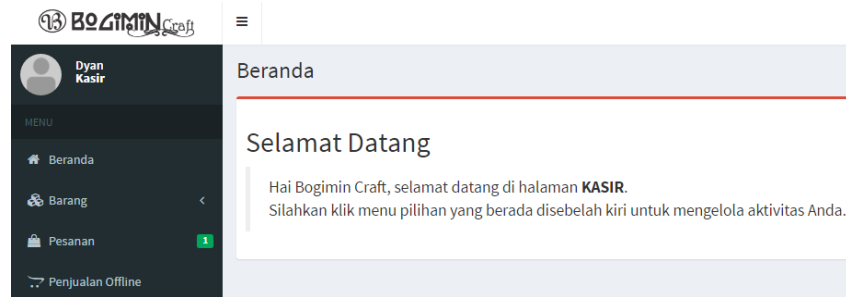 BOGIMIN Craft
Dyan
Kasir
MENU
Beranda
Barang
Pesanan 1
Penjualan Offline
Beranda
Selamat Datang
Hai Bogimin Craft, selamat datang di halaman KASIR.
Silahkan klik menu pilihan yang berada disebelah kiri untuk mengelola aktivitas Anda.